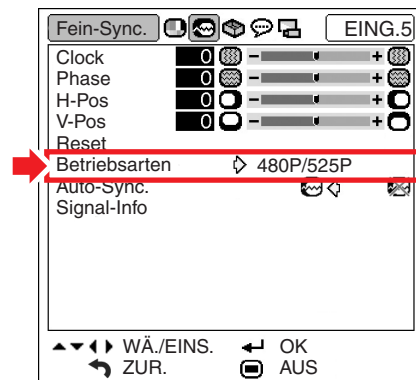 Fein-Sync. EING.5
Clock 0 - +
Phase 0 - +
H-Pos 0 - +
V-Pos 0 - +
Reset
Betriebsarten 480P/525P
Auto-Sync.
Signal-Info
WÄ./EINS. OK
ZUR. AUS